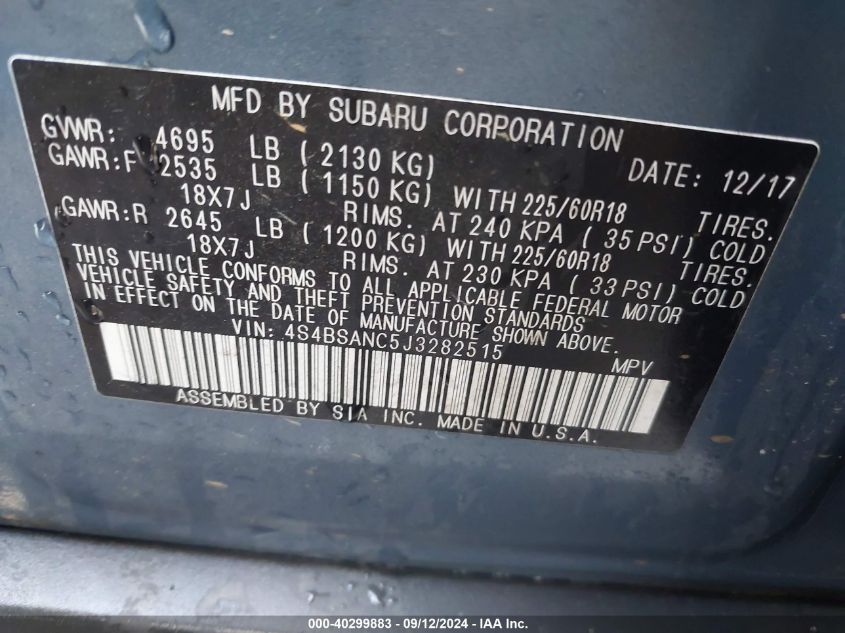 MFD BY SUBARU CORPORATION
GVWR: 4695 LB ( 2130 KG) DATE: 12/17
GAWR:F 2535 LB ( 1150 KG) WITH 225/60R18 TIRES.
18X7J RIMS. AT 240 KPA ( 35 PSI) COLD
GAWR:R 2645 LB ( 1200 KG) WITH 225/60R18 TIRES.
18X7J RIMS. AT 230 KPA ( 33 PSI) COLD
THIS VEHICLE CONFORMS TO ALL APPLICABLE FEDERAL MOTOR
VEHICLE SAFETY AND THEFT PREVENTION STANDARDS
IN EFFECT ON THE DATE OF MANUFACTURE SHOWN ABOVE.
VIN: 4S4BSANC5J3282515 MPV
ASSEMBLED BY SIA INC. MADE IN U.S.A.
000-40299883 - 09/12/2024 - IAA Inc.